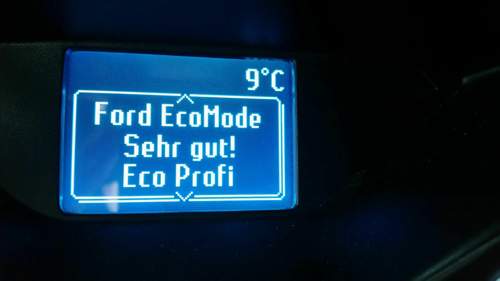 9°C
Ford EcoMode
Sehr gut!
Eco Profi